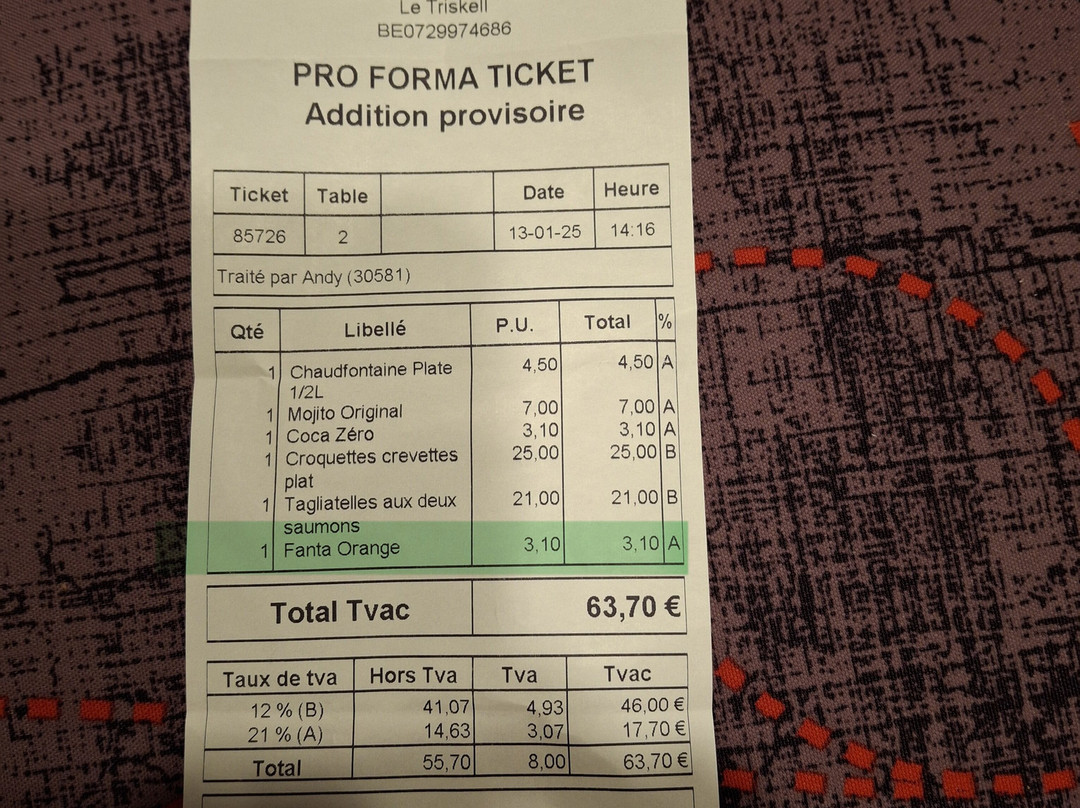 Le Triskell
BE0729974686
PRO FORMA TICKET
Addition provisoire
Ticket Table Date Heure
85726 2 13-01-25 14:16
Traité par Andy (30581)
Qté Libellé P.U. Total %
1 Chaudfontaine Plate 4,50 4,50 A
1/2L
1 Mojito Original 7,00 7,00 A
1 Coca Zéro 3,10 3,10 A
1 Croquettes crevettes 25,00 25,00 B
plat
1 Tagliatelles aux deux 21,00 21,00 B
saumons
1 Fanta Orange 3,10 3,10 A
Total Tvac 63,70 €
Taux de tva Hors Tva Tva Tvac
12 % (B) 41,07 4,93 46,00 €
21 % (A) 14,63 3,07 17,70 €
Total 55,70 8,00 63,70 €